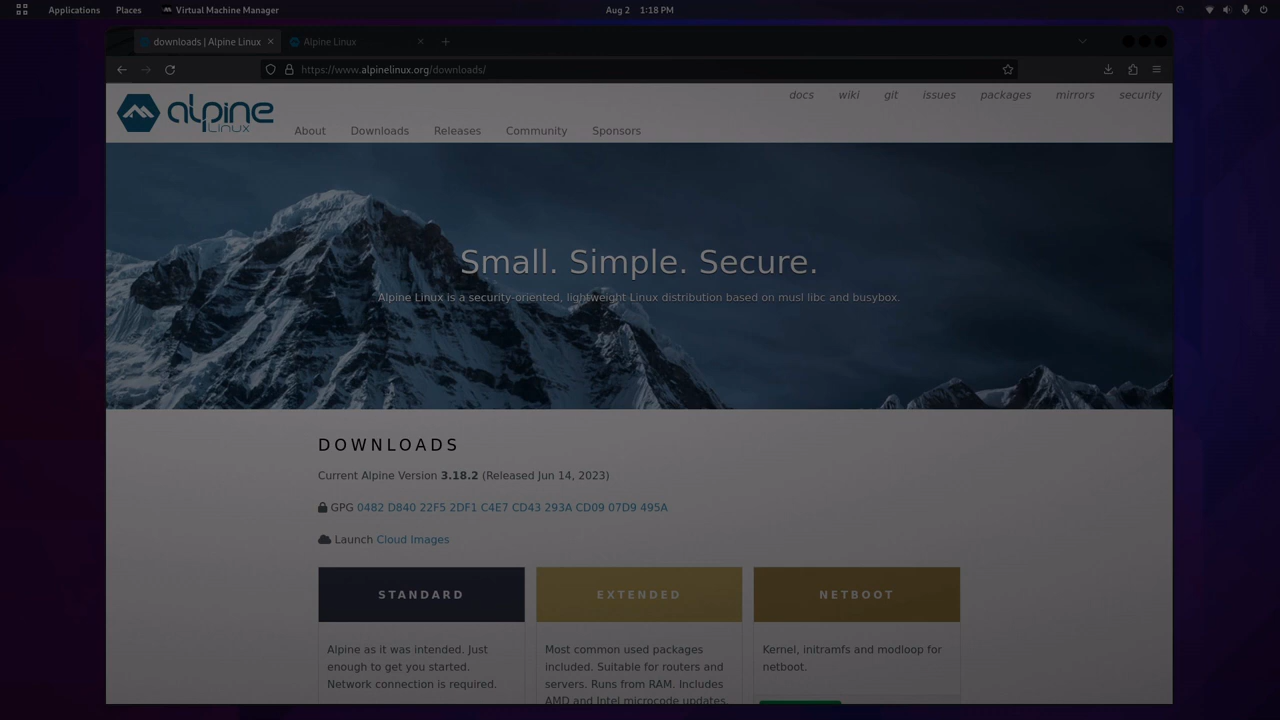 Applications Places Virtual Machine Manager Aug 2 1:18 PM
downloads | Alpine Linux Alpine Linux
https://www.alpinelinux.org/downloads/
docs wiki git issues packages mirrors security
alpine
Linux
About Downloads Releases Community Sponsors
Small. Simple. Secure.
Alpine Linux is a security-oriented, lightweight Linux distribution based on musl libc and busybox.
DOWNLOADS
Current Alpine Version 3.18.2 (Released Jun 14, 2023)
GPG 0482 D840 22F5 2DF1 C4E7 CD43 293A CD09 07D9 495A
Launch Cloud Images
STANDARD
Alpine as it was intended. Just
enough to get you started.
Network connection is required.
EXTENDED
Most common used packages
included. Suitable for routers and
servers. Runs from RAM. Includes
AMD and Intel microcode updates.
NETBOOT
Kernel, initramfs and modloop for
netboot.